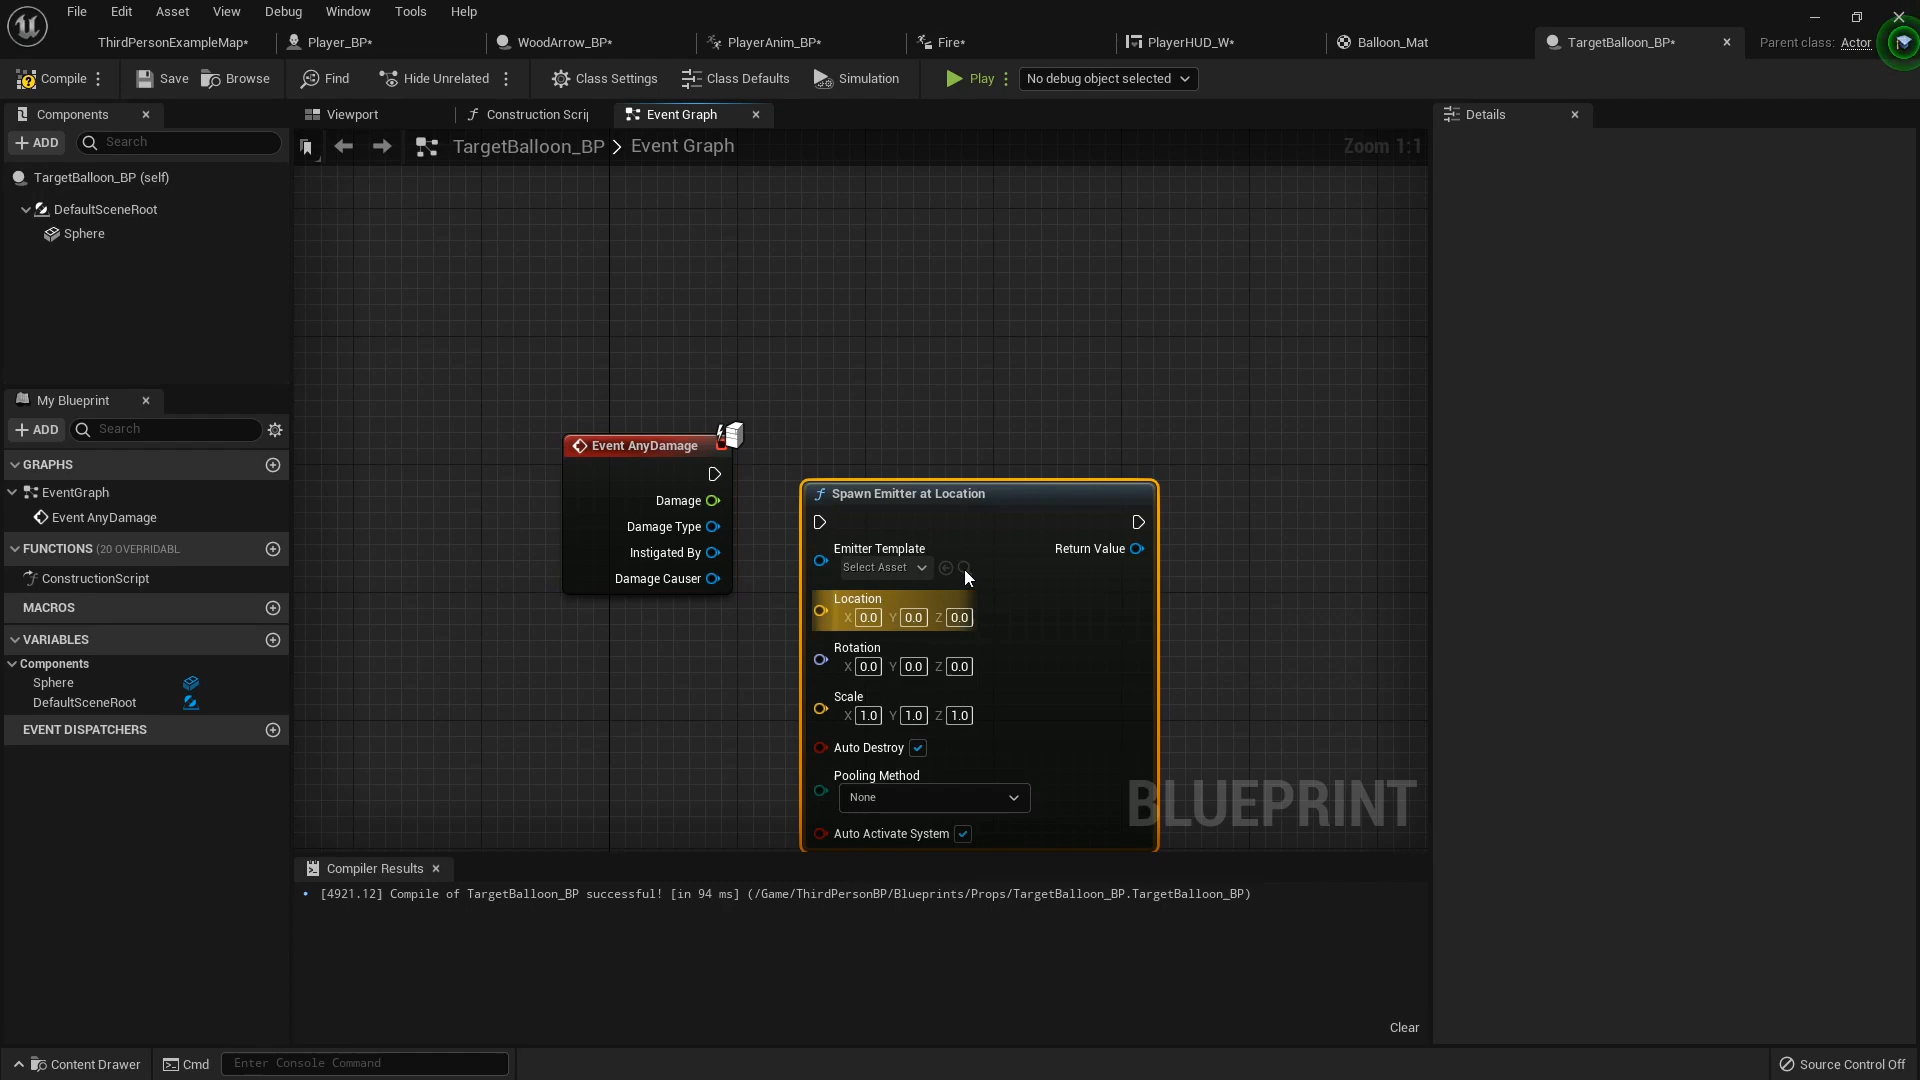 File Edit Asset View Debug Window Tools Help
ThirdPersonExampleMap* Player_BP* WoodArrow_BP* PlayerAnim_BP* Fire* PlayerHUD_W* Balloon_Mat TargetBalloon_BP* Parent class: Actor
Compile Save Browse Find Hide Unrelated Class Settings Class Defaults Simulation Play No debug object selected
Components Viewport Construction Scrip Event Graph Details
ADD Search
TargetBalloon_BP > Event Graph Zoom 1:1
TargetBalloon_BP (self)
DefaultSceneRoot
Sphere
My Blueprint
ADD Search
GRAPHS
EventGraph
Event AnyDamage
FUNCTIONS (20 OVERRIDABL
ConstructionScript
MACROS
VARIABLES
Components
Sphere
DefaultSceneRoot
EVENT DISPATCHERS
Event AnyDamage
Damage
Damage Type
Instigated By
Damage Causer
Spawn Emitter at Location
Emitter Template Return Value
Select Asset
Location
X 0.0 Y 0.0 Z 0.0
Rotation
X 0.0 Y 0.0 Z 0.0
Scale
X 1.0 Y 1.0 Z 1.0
Auto Destroy
Pooling Method
None
Auto Activate System
BLUEPRINT
Compiler Results
[4921.12] Compile of TargetBalloon_BP successful! [in 94 ms] (/Game/ThirdPersonBP/Blueprints/Props/TargetBalloon_BP.TargetBalloon_BP)
Clear
Content Drawer Cmd Enter Console Command Source Control Off